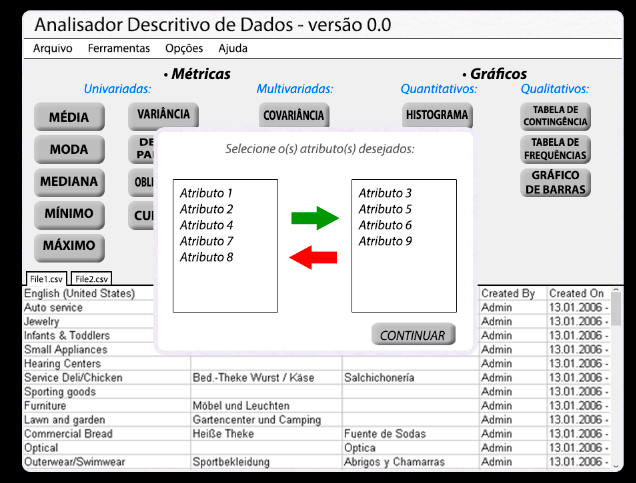 Analisador Descritivo de Dados - versão 0.0
Arquivo Ferramentas Opções Ajuda
• Métricas • Gráficos
Univariadas: Multivariadas: Quantitativos: Qualitativos:
MÉDIA VARIÂNCIA COVARIÂNCIA HISTOGRAMA TABELA DE CONTINGÊNCIA
MODA TABELA DE FREQUÊNCIAS
MEDIANA GRÁFICO DE BARRAS
MÍNIMO
MÁXIMO
Selecione o(s) atributo(s) desejados:
Atributo 1
Atributo 2
Atributo 4
Atributo 7
Atributo 8
Atributo 3
Atributo 5
Atributo 6
Atributo 9
CONTINUAR
File1.csv File2.csv
English (United States) Created By Created On
Auto service Admin 13.01.2006 -
Jewelry Admin 13.01.2006 -
Infants & Toddlers Admin 13.01.2006 -
Small Appliances Admin 13.01.2006 -
Hearing Centers Admin 13.01.2006 -
Service Deli/Chicken Bed.-Theke Wurst / Käse Salchichonería Admin 13.01.2006 -
Sporting goods Admin 13.01.2006 -
Furniture Möbel und Leuchten Admin 13.01.2006 -
Lawn and garden Gartencenter und Camping Admin 13.01.2006 -
Commercial Bread Heiße Theke Fuente de Sodas Admin 13.01.2006 -
Optical Optica Admin 13.01.2006 -
Outerwear/Swimwear Sportbekleidung Abrigos y Chamarras Admin 13.01.2006 -